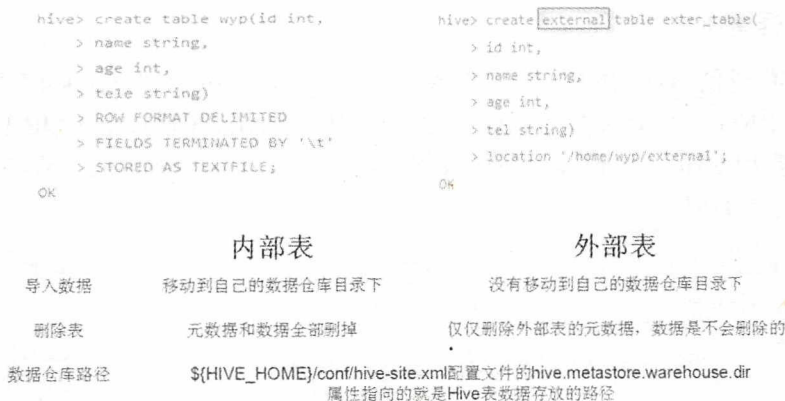 hive> create table wyp(id int,
> name string,
> age int,
> tele string)
> ROW FORMAT DELIMITED
> FIELDS TERMINATED BY '\t'
> STORED AS TEXTFILE;
OK
hive> create external table exter_table(
> id int,
> name string,
> age int,
> tel string)
> location '/home/wyp/external';
OK
内部表 外部表
导入数据 移动到自己的数据仓库目录下 没有移动到自己的数据仓库目录下
删除表 元数据和数据全部删掉 仅仅删除外部表的元数据，数据是不会删除的
数据仓库路径 ${HIVE_HOME}/conf/hive-site.xml配置文件的hive.metastore.warehouse.dir
属性指向的就是Hive表数据存放的路径